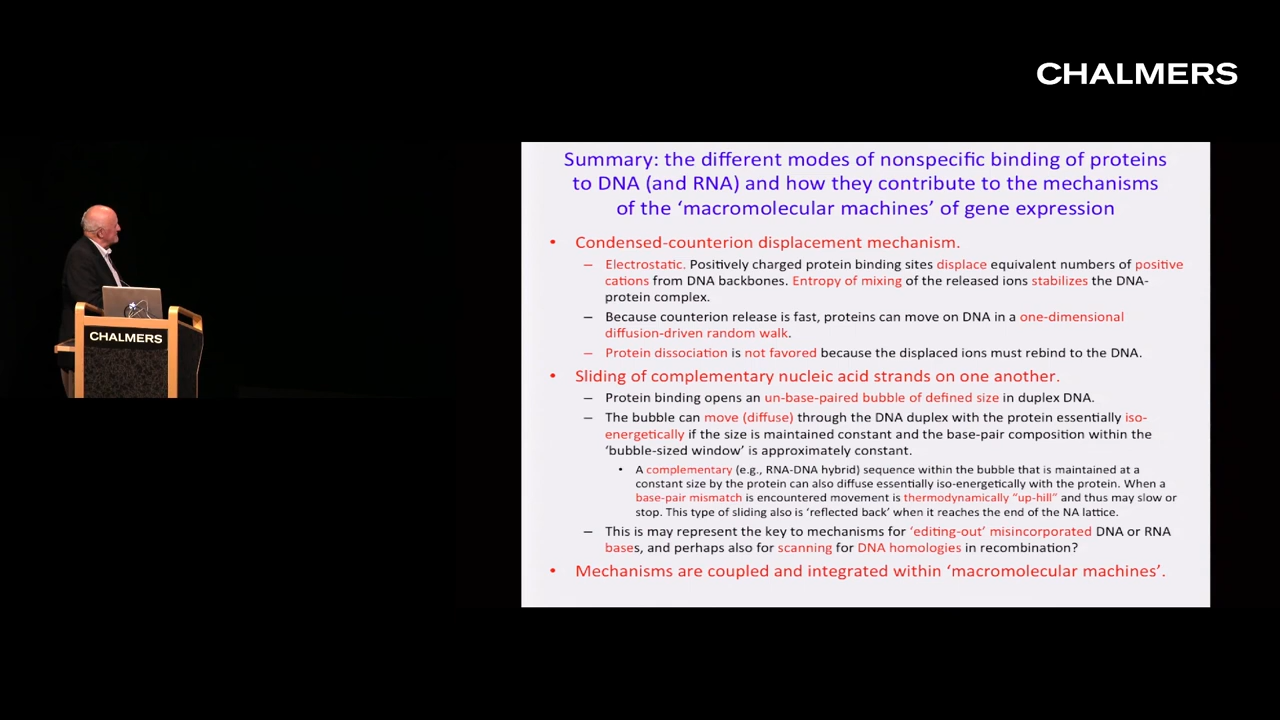 CHALMERS
Summary: the different modes of nonspecific binding of proteins
to DNA (and RNA) and how they contribute to the mechanisms
of the ‘macromolecular machines’ of gene expression
• Condensed-counterion displacement mechanism.
– Electrostatic. Positively charged protein binding sites displace equivalent numbers of positive
cations from DNA backbones. Entropy of mixing of the released ions stabilizes the DNA-
protein complex.
– Because counterion release is fast, proteins can move on DNA in a one-dimensional
diffusion-driven random walk.
– Protein dissociation is not favored because the displaced ions must rebind to the DNA.
• Sliding of complementary nucleic acid strands on one another.
– Protein binding opens an un-base-paired bubble of defined size in duplex DNA.
– The bubble can move (diffuse) through the DNA duplex with the protein essentially iso-
energetically if the size is maintained constant and the base-pair composition within the
‘bubble-sized window’ is approximately constant.
• A complementary (e.g., RNA-DNA hybrid) sequence within the bubble that is maintained at a
constant size by the protein can also diffuse essentially iso-energetically with the protein. When a
base-pair mismatch is encountered movement is thermodynamically “up-hill” and thus may slow or
stop. This type of sliding also is ‘reflected back’ when it reaches the end of the NA lattice.
– This is may represent the key to mechanisms for ‘editing-out’ misincorporated DNA or RNA
bases, and perhaps also for scanning for DNA homologies in recombination?
• Mechanisms are coupled and integrated within ‘macromolecular machines’.
CHALMERS